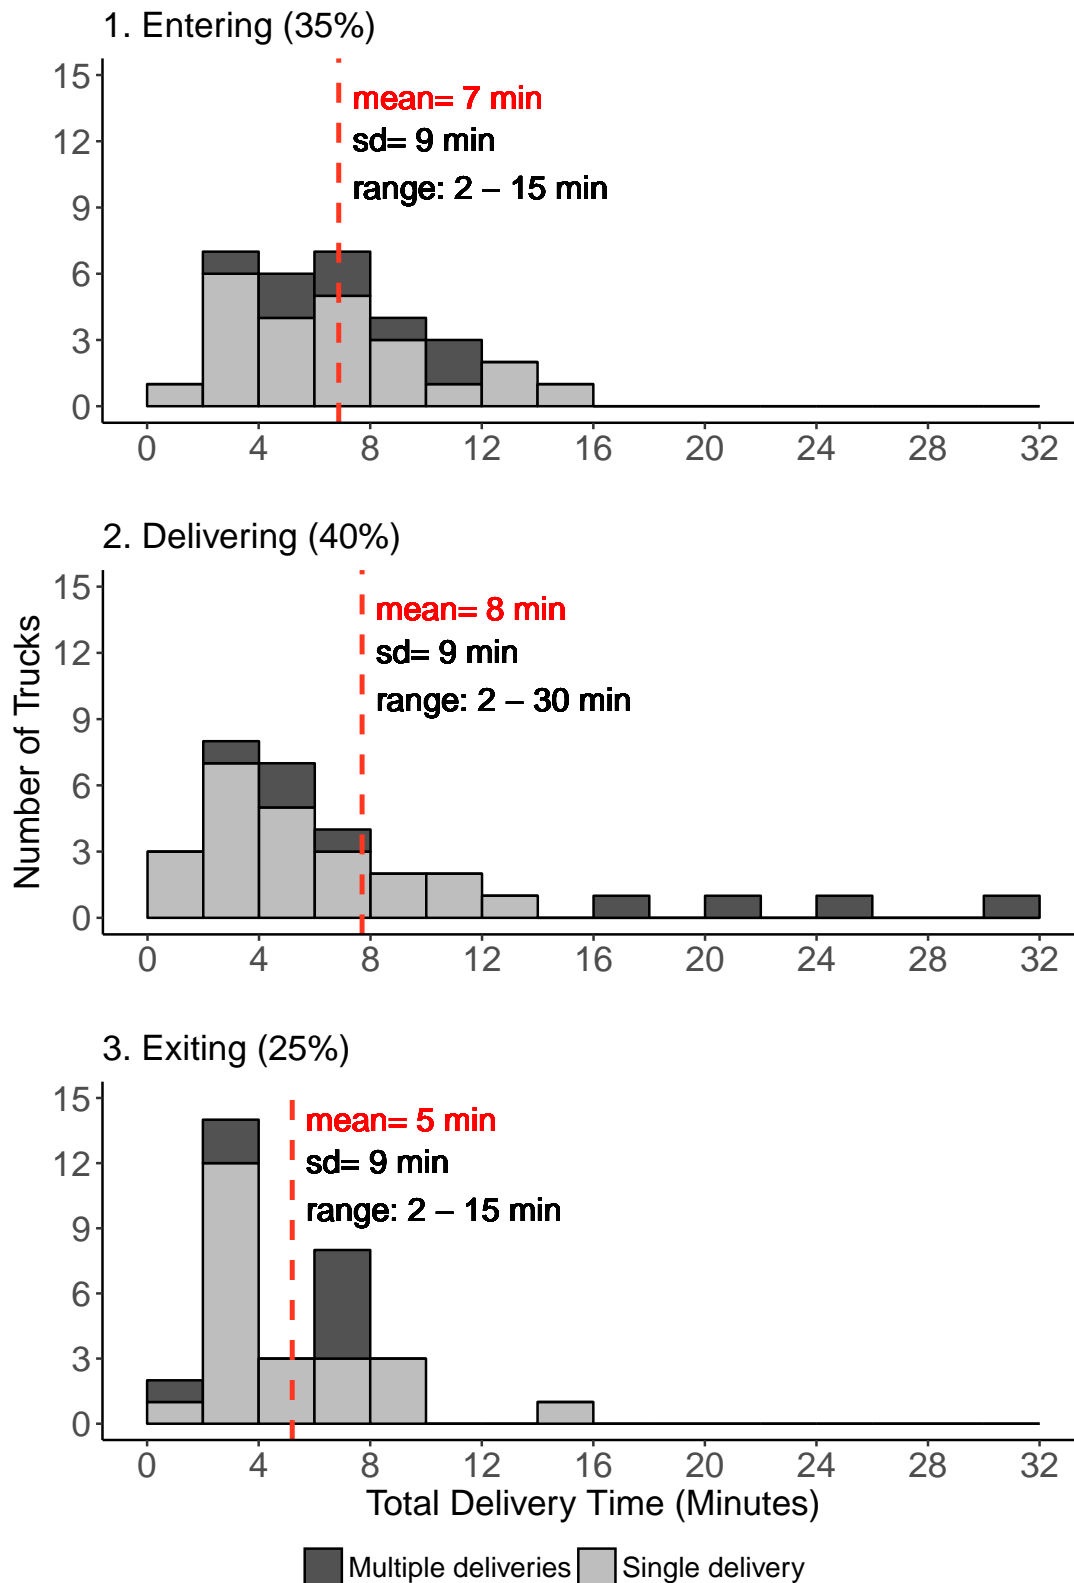 1. Entering (35%)
mean= 7 min
sd= 9 min
range: 2 – 15 min
15
12
9
6
3
0
0 4 8 12 16 20 24 28 32
2. Delivering (40%)
mean= 8 min
sd= 9 min
range: 2 – 30 min
15
12
9
6
3
0
0 4 8 12 16 20 24 28 32
Number of Trucks
3. Exiting (25%)
mean= 5 min
sd= 9 min
range: 2 – 15 min
15
12
9
6
3
0
0 4 8 12 16 20 24 28 32
Total Delivery Time (Minutes)
Multiple deliveries Single delivery